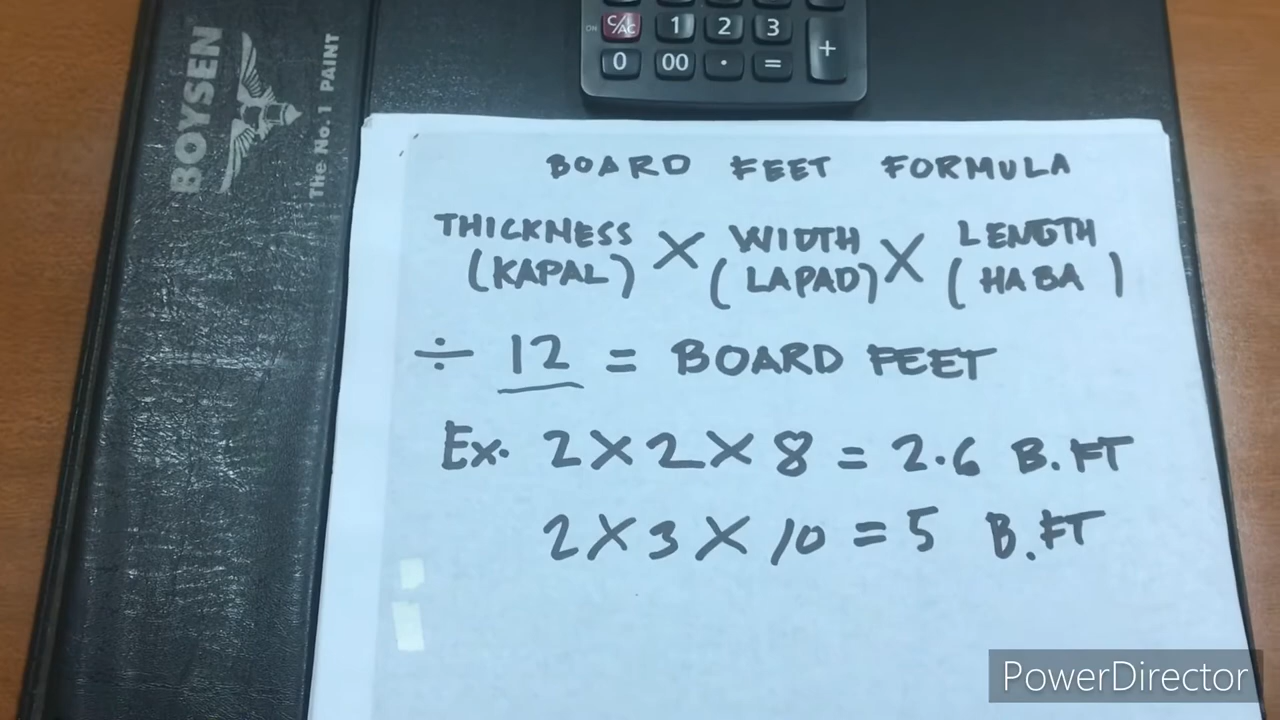 BOYSEN
The No. 1 PAINT
ON C/AC 1 2 3 +
0 00 · =
BOARD FEET FORMULA
THICKNESS X WIDTH X LENGTH
(KAPAL) (LAPAD) (HABA)
÷ 12 = BOARD FEET
Ex. 2 X 2 X 8 = 2.6 B.FT
2 X 3 X 10 = 5 B.FT
PowerDirector